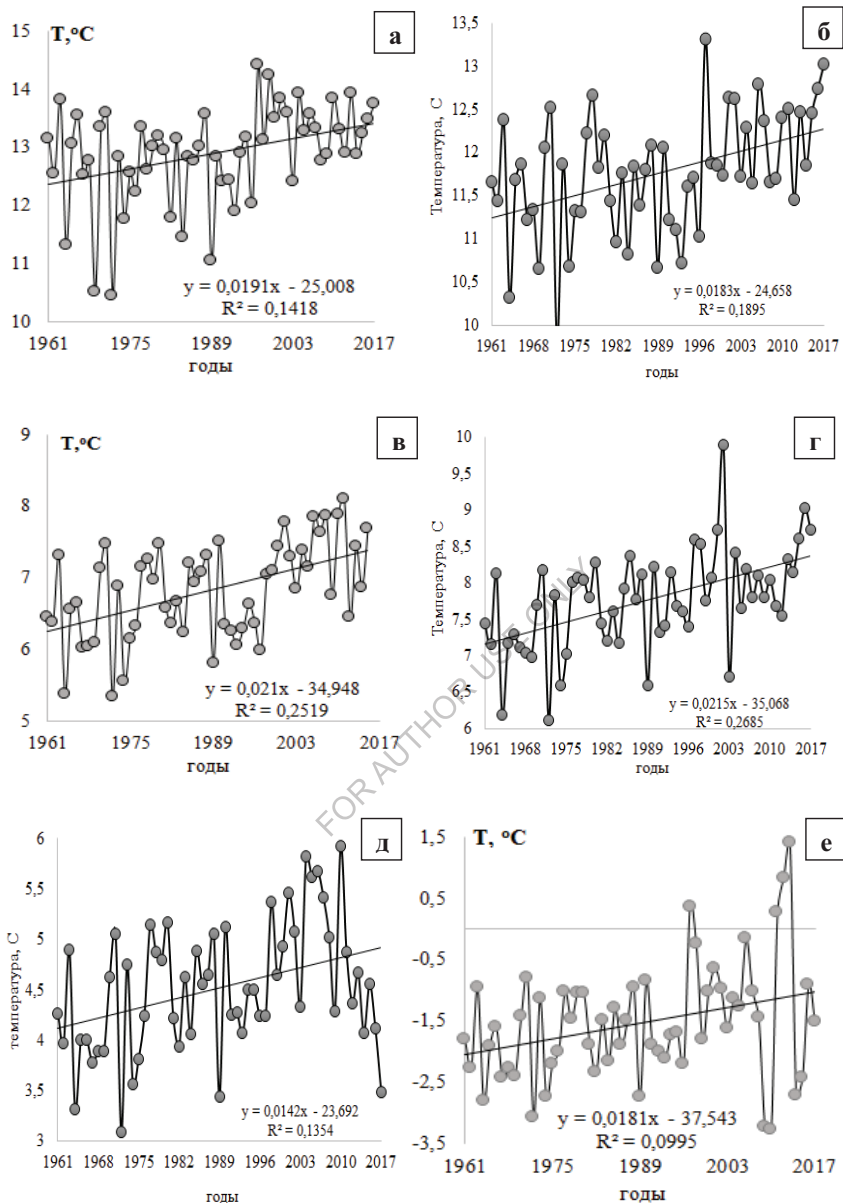 T,°C
а
15
14
13
12
11
10
y = 0,0191x - 25,008
R² = 0,1418
1961 1975 1989 2003 2017
годы
б
Температура, С
13,5
13
12,5
12
11,5
11
10,5
10
y = 0,0183x - 24,658
R² = 0,1895
1961 1968 1975 1982 1989 1996 2003 2010 2017
годы
T,°C
в
9
8
7
6
5
y = 0,021x - 34,948
R² = 0,2519
1961 1975 1989 2003 2017
годы
г
Температура, С
10
9,5
9
8,5
8
7,5
7
6,5
6
y = 0,0215x - 35,068
R² = 0,2685
1961 1968 1975 1982 1989 1996 2003 2010 2017
годы
FOR AUTHOR USE ONLY
д
температура, С
6
5,5
5
4,5
4
3,5
3
y = 0,0142x - 23,692
R² = 0,1354
1961 1968 1975 1982 1989 1996 2003 2010 2017
годы
T, °C
е
1,5
0,5
-0,5
-1,5
-2,5
-3,5
y = 0,0181x - 37,543
R² = 0,0995
1961 1975 1989 2003 2017
годы